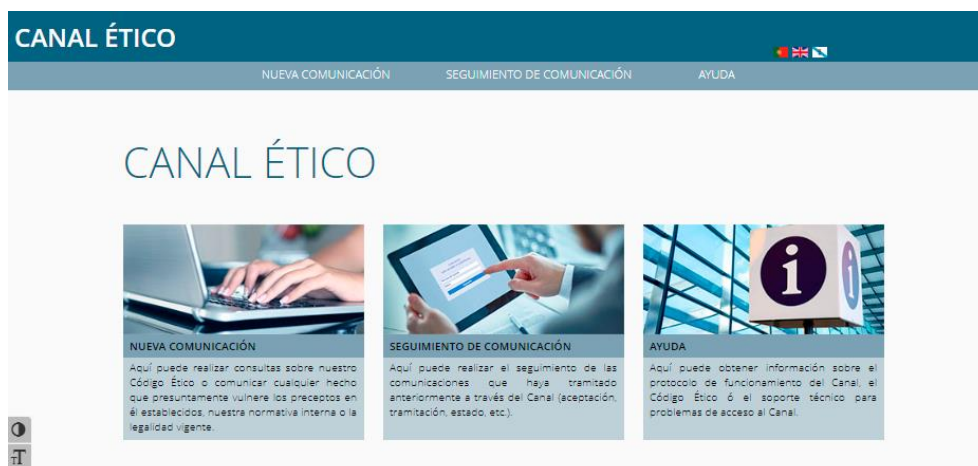 CANAL ÉTICO
NUEVA COMUNICACIÓN SEGUIMIENTO DE COMUNICACIÓN AYUDA
CANAL ÉTICO
NUEVA COMUNICACIÓN
Aquí puede realizar consultas sobre nuestro
Código Ético o comunicar cualquier hecho
que presuntamente vulnere los preceptos en
él establecidos, nuestra normativa interna o la
legalidad vigente.
SEGUIMIENTO DE COMUNICACIÓN
Aquí puede realizar el seguimiento de las
comunicaciones que haya tramitado
anteriormente a través del Canal (aceptación,
tramitación, estado, etc.).
i
i
AYUDA
Aquí puede obtener información sobre el
protocolo de funcionamiento del Canal, el
Código Ético ó el soporte técnico para
problemas de acceso al Canal.
TT